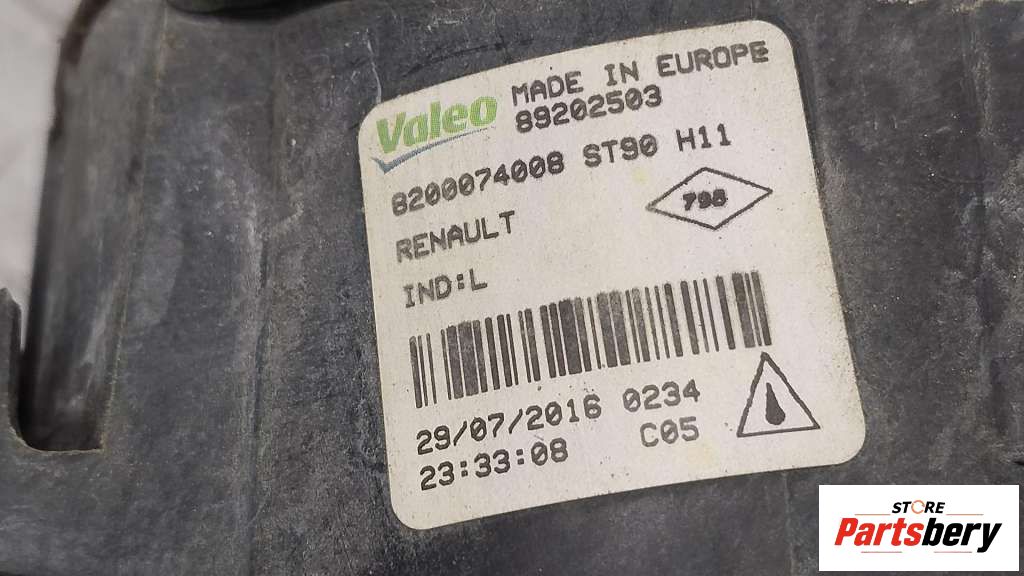 Valeo MADE IN EUROPE
89202503
8200074008 ST90 H11
798
RENAULT
IND:L
29/07/2016 0234
23:33:08 C05
STORE
Partsbery